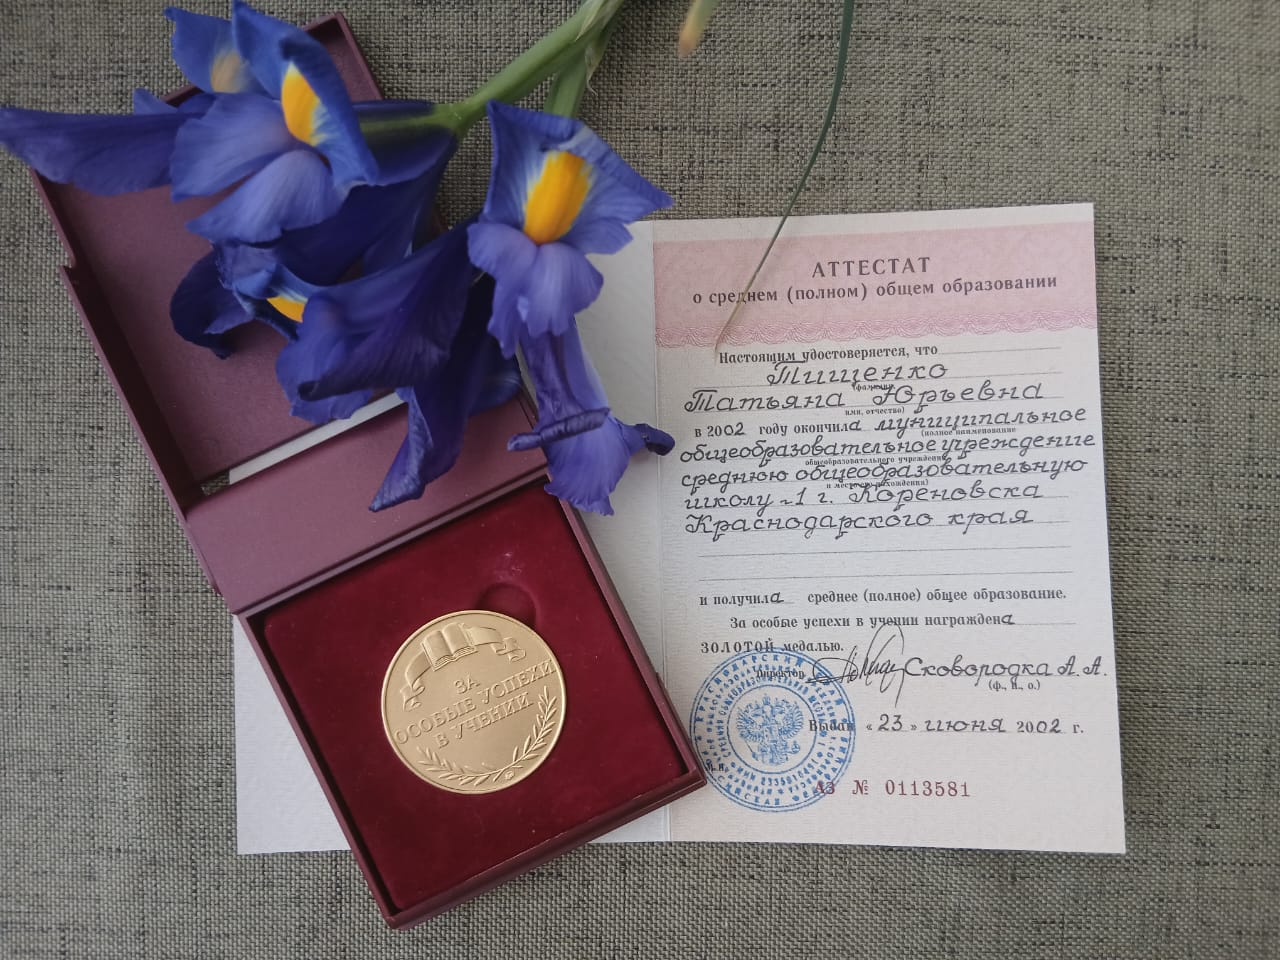 ЗА
ОСОБЫЕ УСПЕХИ
В УЧЕНИИ
АТТЕСТАТ
о среднем (полном) общем образовании
Настоящим удостоверяется, что
Тищенко
(фамилия,
Татьяна Юрьевна
имя, отчество)
в 2002 году окончила муниципальное
(полное наименование
общеобразовательное учреждение
общеобразовательного учреждения
среднюю общеобразовательную
и место его нахождения)
школу №1 г. Кореновска
Краснодарского края
и получила среднее (полное) общее образование.
За особые успехи в учении награждена
ЗОЛОТОЙ медалью.
Директор Сковородка А. А.
(ф., и., о.)
Выдан « 23 » июня 2002 г.
М. П.
АЗ № 0113581